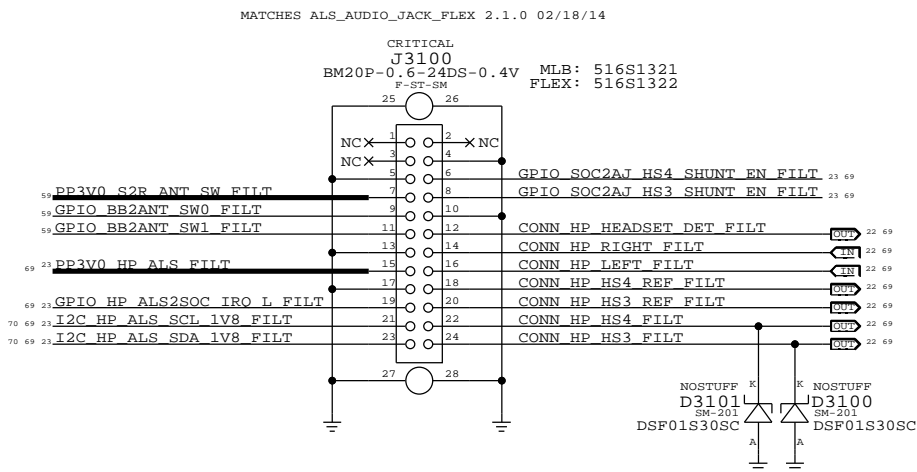 MATCHES ALS_AUDIO_JACK_FLEX 2.1.0 02/18/14
CRITICAL
J3100
BM20P-0.6-24DS-0.4V
F-ST-SM
MLB: 516S1321
FLEX: 516S1322
25 26
NC 1 2 NC
NC 3 4
5 6 GPIO_SOC2AJ_HS4_SHUNT_EN_FILT 23 69
59 PP3V0_S2R_ANT_SW_FILT 7 8 GPIO_SOC2AJ_HS3_SHUNT_EN_FILT 23 69
59 GPIO_BB2ANT_SW0_FILT 9 10
59 GPIO_BB2ANT_SW1_FILT 11 12 CONN_HP_HEADSET_DET_FILT OUT 22 69
13 14 CONN_HP_RIGHT_FILT IN 22 69
69 23 PP3V0_HP_ALS_FILT 15 16 CONN_HP_LEFT_FILT IN 22 69
17 18 CONN_HP_HS4_REF_FILT OUT 22 69
69 23 GPIO_HP_ALS2SOC_IRQ_L_FILT 19 20 CONN_HP_HS3_REF_FILT OUT 22 69
70 69 23 I2C_HP_ALS_SCL_1V8_FILT 21 22 CONN_HP_HS4_FILT OUT 22 69
70 69 23 I2C_HP_ALS_SDA_1V8_FILT 23 24 CONN_HP_HS3_FILT OUT 22 69
27 28
K K
NOSTUFF NOSTUFF
D3101 D3100
SM-201 SM-201
DSF01S30SC DSF01S30SC
A A